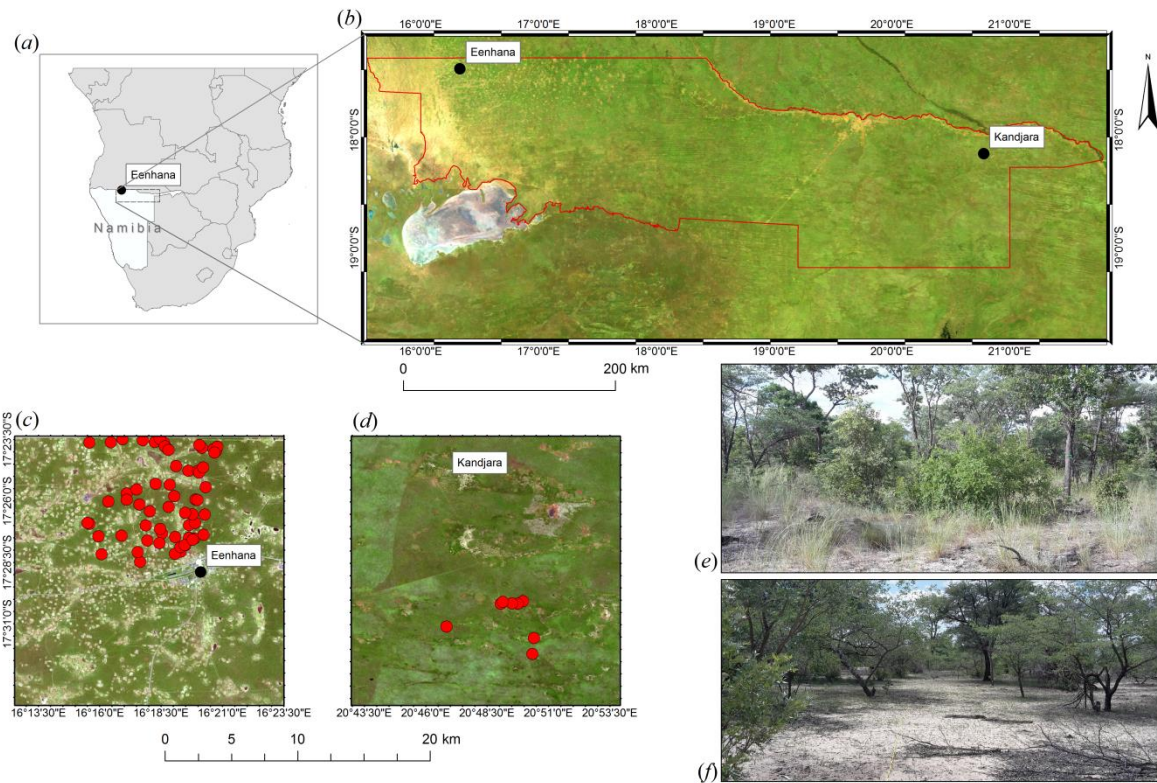 (a)
Eenhana
Namibia
(b)
16°0'0"E 17°0'0"E 18°0'0"E 19°0'0"E 20°0'0"E 21°0'0"E
Eenhana
Kandjara
18°0'0"S
19°0'0"S
18°0'0"S
19°0'0"S
N
16°0'0"E 17°0'0"E 18°0'0"E 19°0'0"E 20°0'0"E 21°0'0"E
0 200 km
(c)
17°23'30"S
17°26'0"S
17°28'30"S
17°31'0"S
Eenhana
16°13'30"E 16°16'0"E 16°18'30"E 16°21'0"E 16°23'30"E
(d)
Kandjara
20°43'30"E 20°46'0"E 20°48'30"E 20°51'0"E 20°53'30"E
0 5 10 20 km
(e)
(f)